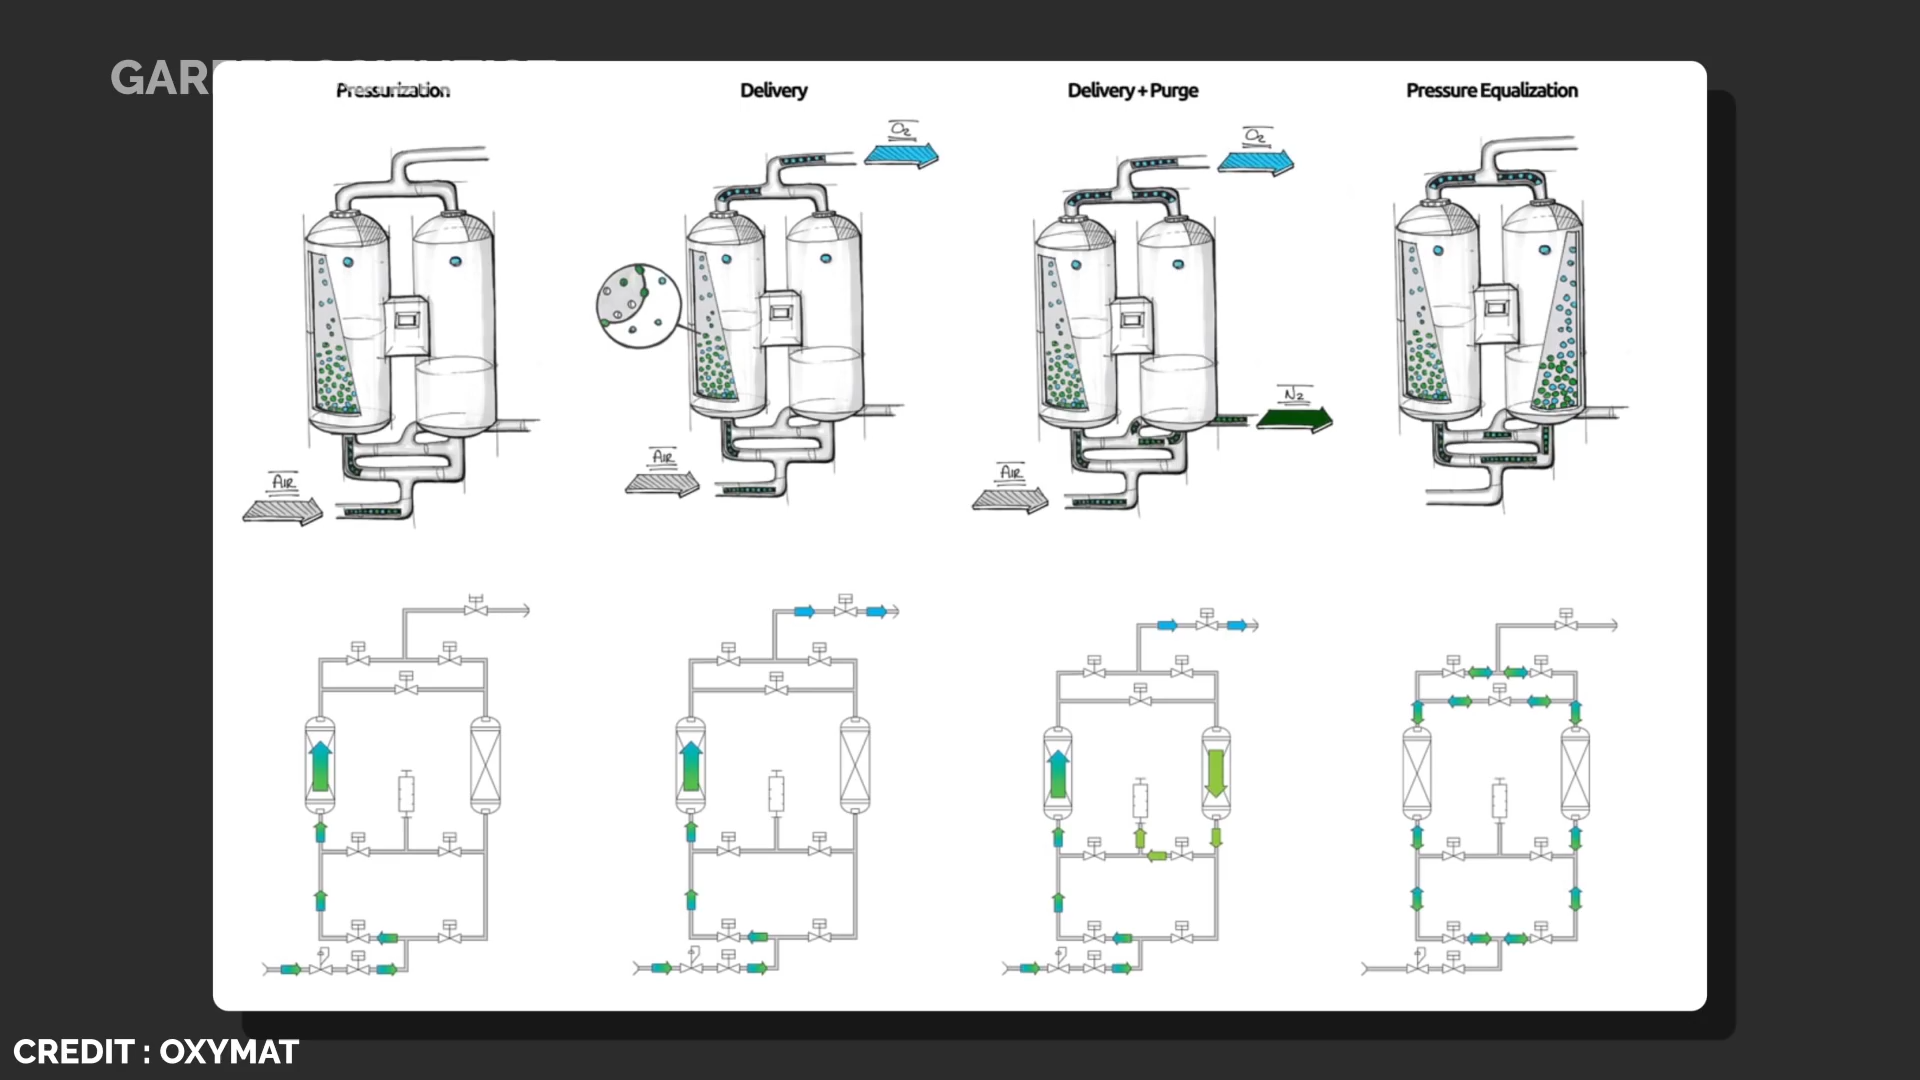 GAR
Pressurization
Delivery
Delivery + Purge
Pressure Equalization
O₂
O₂
N₂
AIR
AIR
AIR
CREDIT : OXYMAT